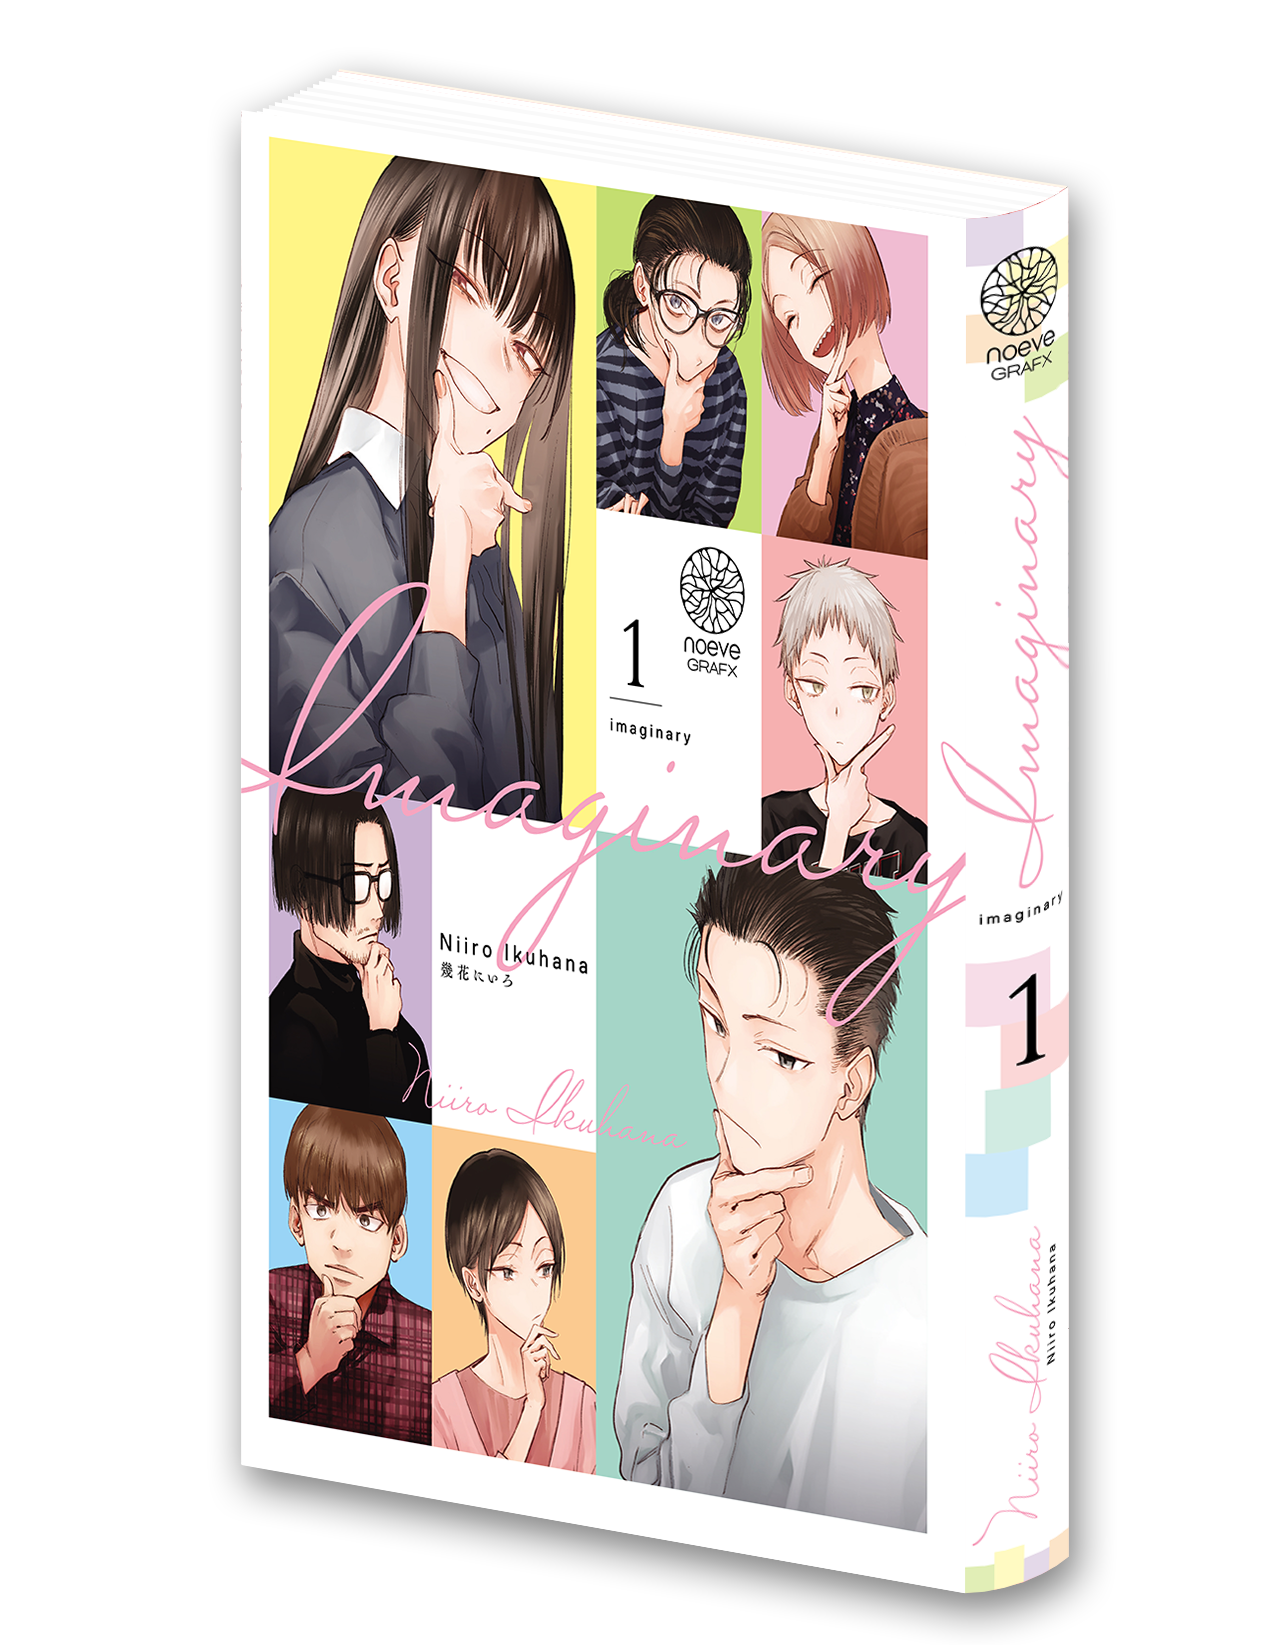 noeve
GRAFX
1
imaginary
Imaginary
Niiro Ikuhana
幾花にいろ
Niiro Ikuhana
noeve
GRAFX
Imaginary
imaginary
1
Niiro Ikuhana
Niiro Ikuhana